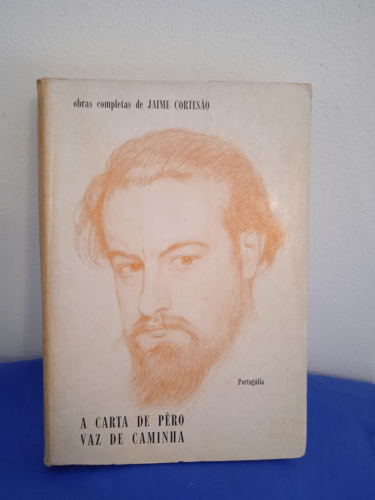 obras completas de JAIME CORTESÃO
Portugália
A CARTA DE PÊRO
VAZ DE CAMINHA